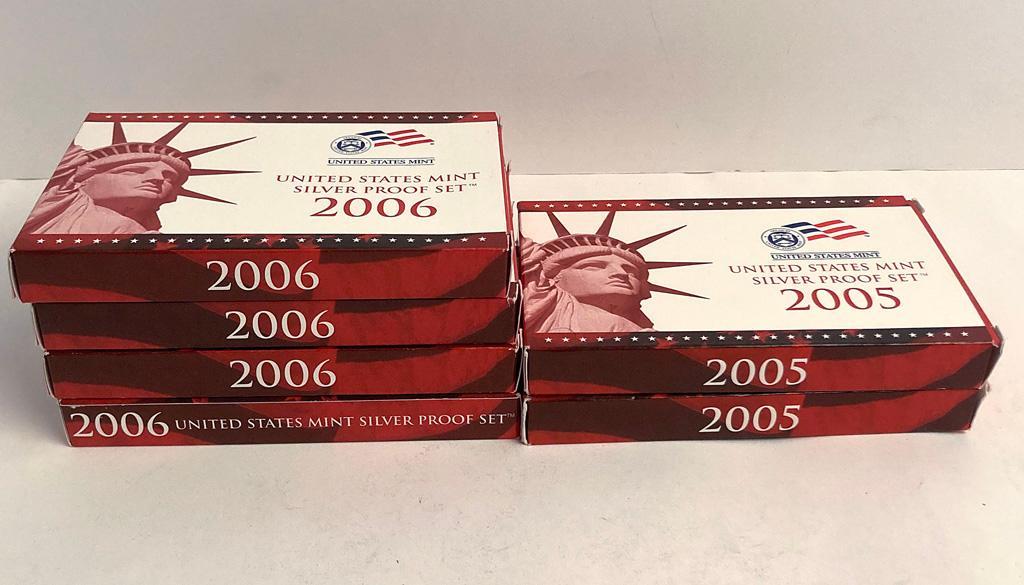 UNITED STATES MINT
UNITED STATES MINT
SILVER PROOF SET™
2006
2006
2006
2006
2006 UNITED STATES MINT SILVER PROOF SET™
UNITED STATES MINT
UNITED STATES MINT
SILVER PROOF SET™
2005
2005
2005